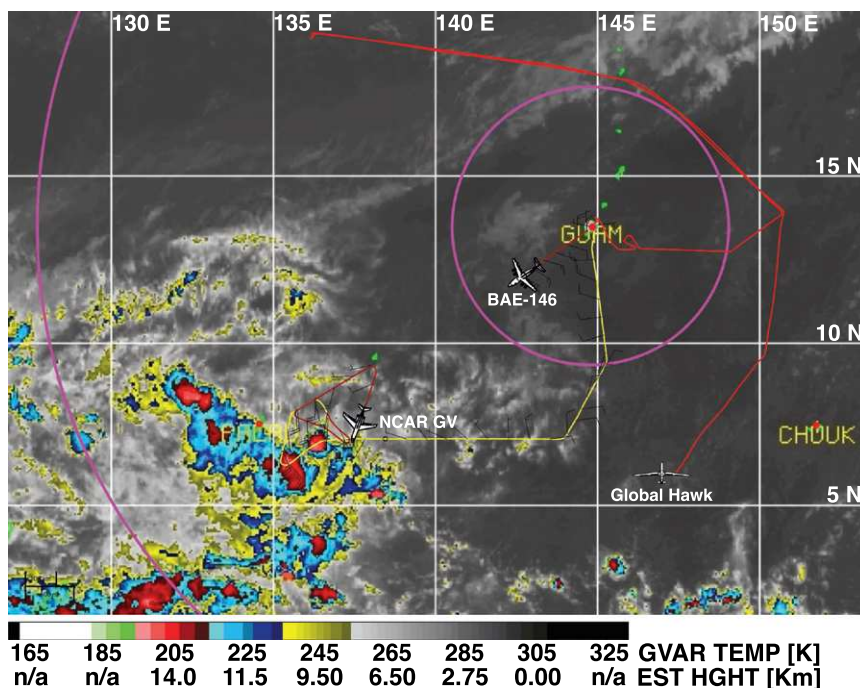 130 E 135 E 140 E 145 E 150 E
15 N
GUAM
BAE-146
10 N
NCAR GV
CHUUK
Global Hawk
5 N
165 185 205 225 245 265 285 305 325 GVAR TEMP [K]
n/a n/a 14.0 11.5 9.50 6.50 2.75 0.00 n/a EST HGHT [Km]